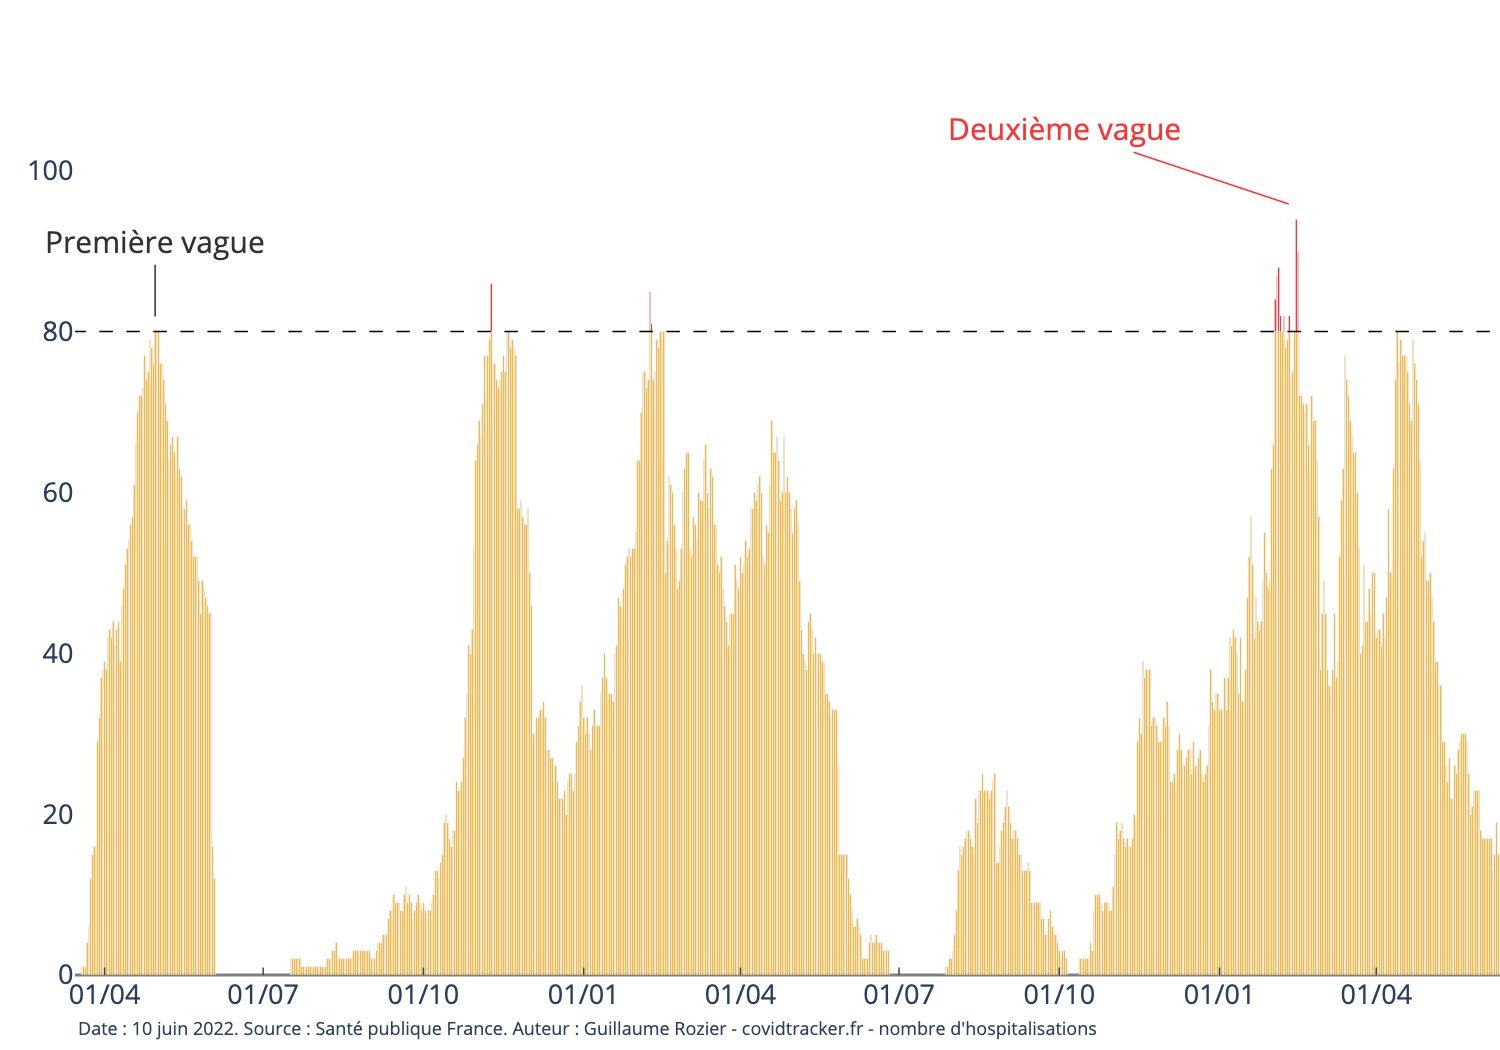 Deuxième vague
100
Première vague
80
60
40
20
0
01/04 01/07 01/10 01/01 01/04 01/07 01/10 01/01 01/04
Date : 10 juin 2022. Source : Santé publique France. Auteur : Guillaume Rozier - covidtracker.fr - nombre d'hospitalisations